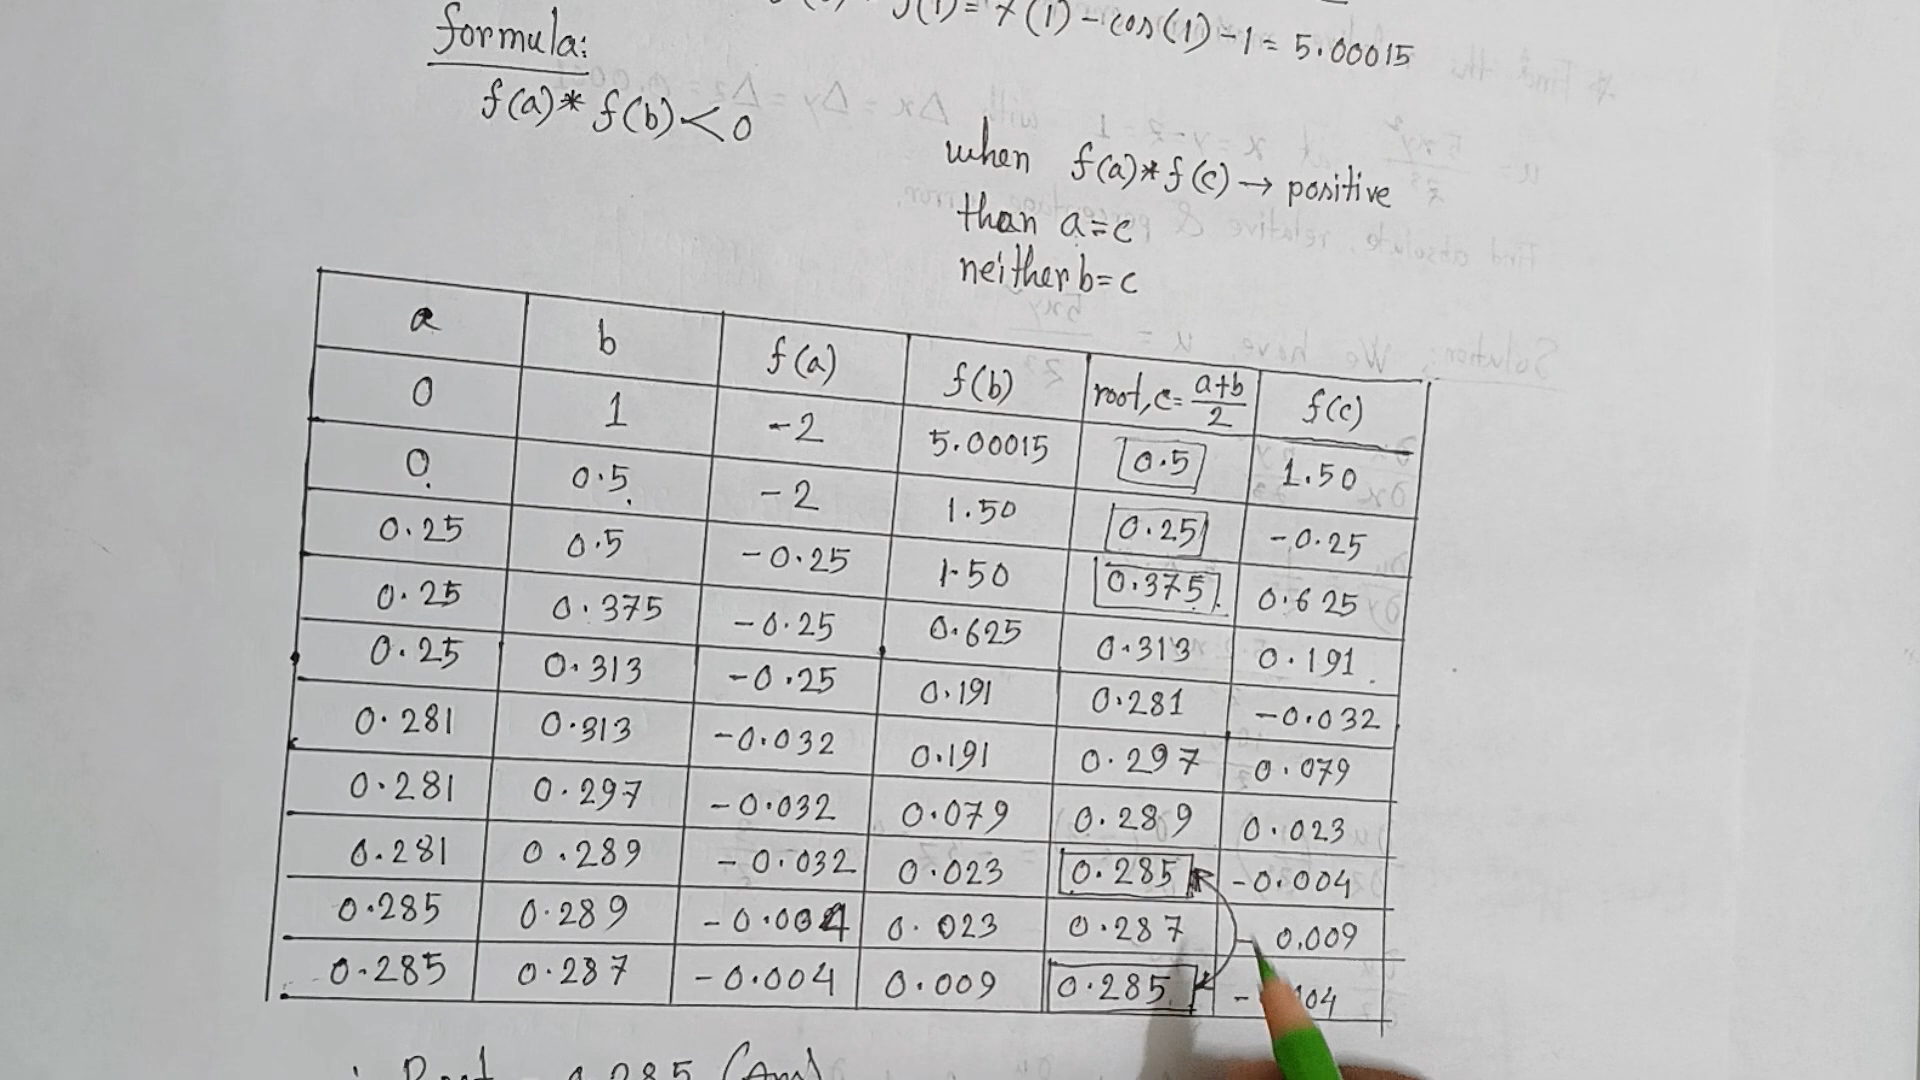 f(1) = 7(1) - cos(1) - 1 = 5.00015
formula:
f(a)* f(b) < 0
when f(a)*f(c) → positive
than a=c
neither b=c
a b f(a) f(b) root, c = a+b/2 f(c)
0 1 -2 5.00015 0.5 1.50
0 0.5 -2 1.50 0.25 -0.25
0.25 0.5 -0.25 1.50 0.375 0.625
0.25 0.375 -0.25 0.625 0.313 0.191
0.25 0.313 -0.25 0.191 0.281 -0.032
0.281 0.313 -0.032 0.191 0.297 0.079
0.281 0.297 -0.032 0.079 0.289 0.023
0.281 0.289 -0.032 0.023 0.285 -0.004
0.285 0.289 -0.004 0.023 0.287 0.009
0.285 0.287 -0.004 0.009 0.285
Root 0.285 (Ans)